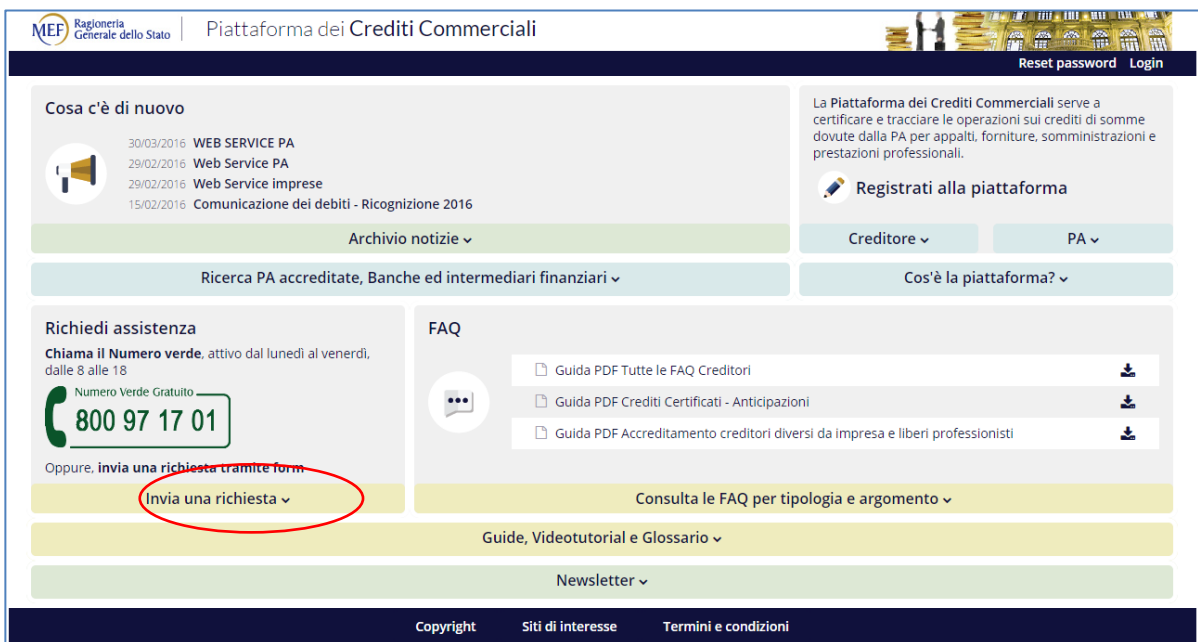 MEF Ragioneria Generale dello Stato
Piattaforma dei Crediti Commerciali
Reset password Login
Cosa c'è di nuovo
30/03/2016 WEB SERVICE PA
29/02/2016 Web Service PA
29/02/2016 Web Service imprese
15/02/2016 Comunicazione dei debiti - Ricognizione 2016
Archivio notizie
La Piattaforma dei Crediti Commerciali serve a
certificare e tracciare le operazioni sui crediti di somme
dovute dalla PA per appalti, forniture, somministrazioni e
prestazioni professionali.
Registrati alla piattaforma
Creditore PA
Ricerca PA accreditate, Banche ed intermediari finanziari
Cos'è la piattaforma?
Richiedi assistenza
Chiama il Numero verde, attivo dal lunedì al venerdì,
dalle 8 alle 18
Numero Verde Gratuito
800 97 17 01
Oppure, invia una richiesta tramite form
Invia una richiesta
FAQ
Guida PDF Tutte le FAQ Creditori
Guida PDF Crediti Certificati - Anticipazioni
Guida PDF Accreditamento creditori diversi da impresa e liberi professionisti
Consulta le FAQ per tipologia e argomento
Guide, Videotutorial e Glossario
Newsletter
Copyright Siti di interesse Termini e condizioni